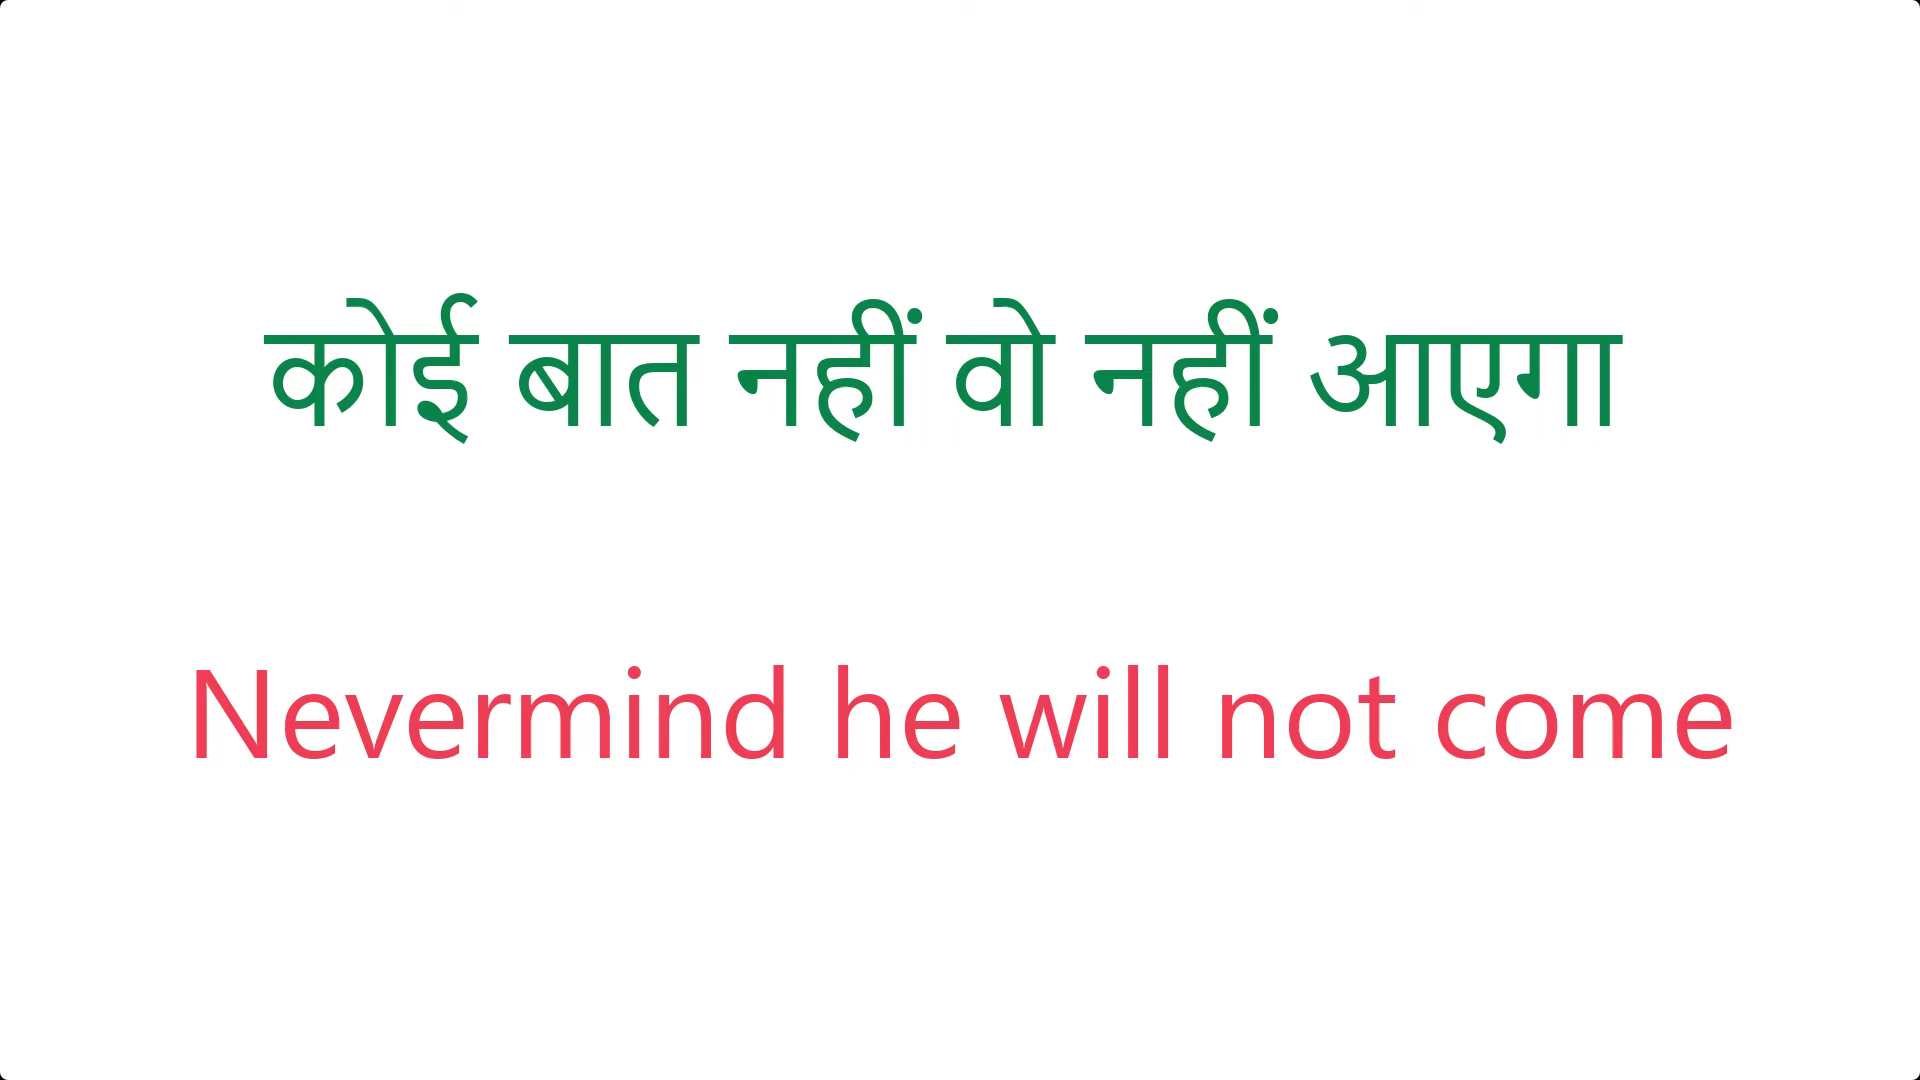 कोई बात नहीं वो नहीं आएगा
Nevermind he will not come